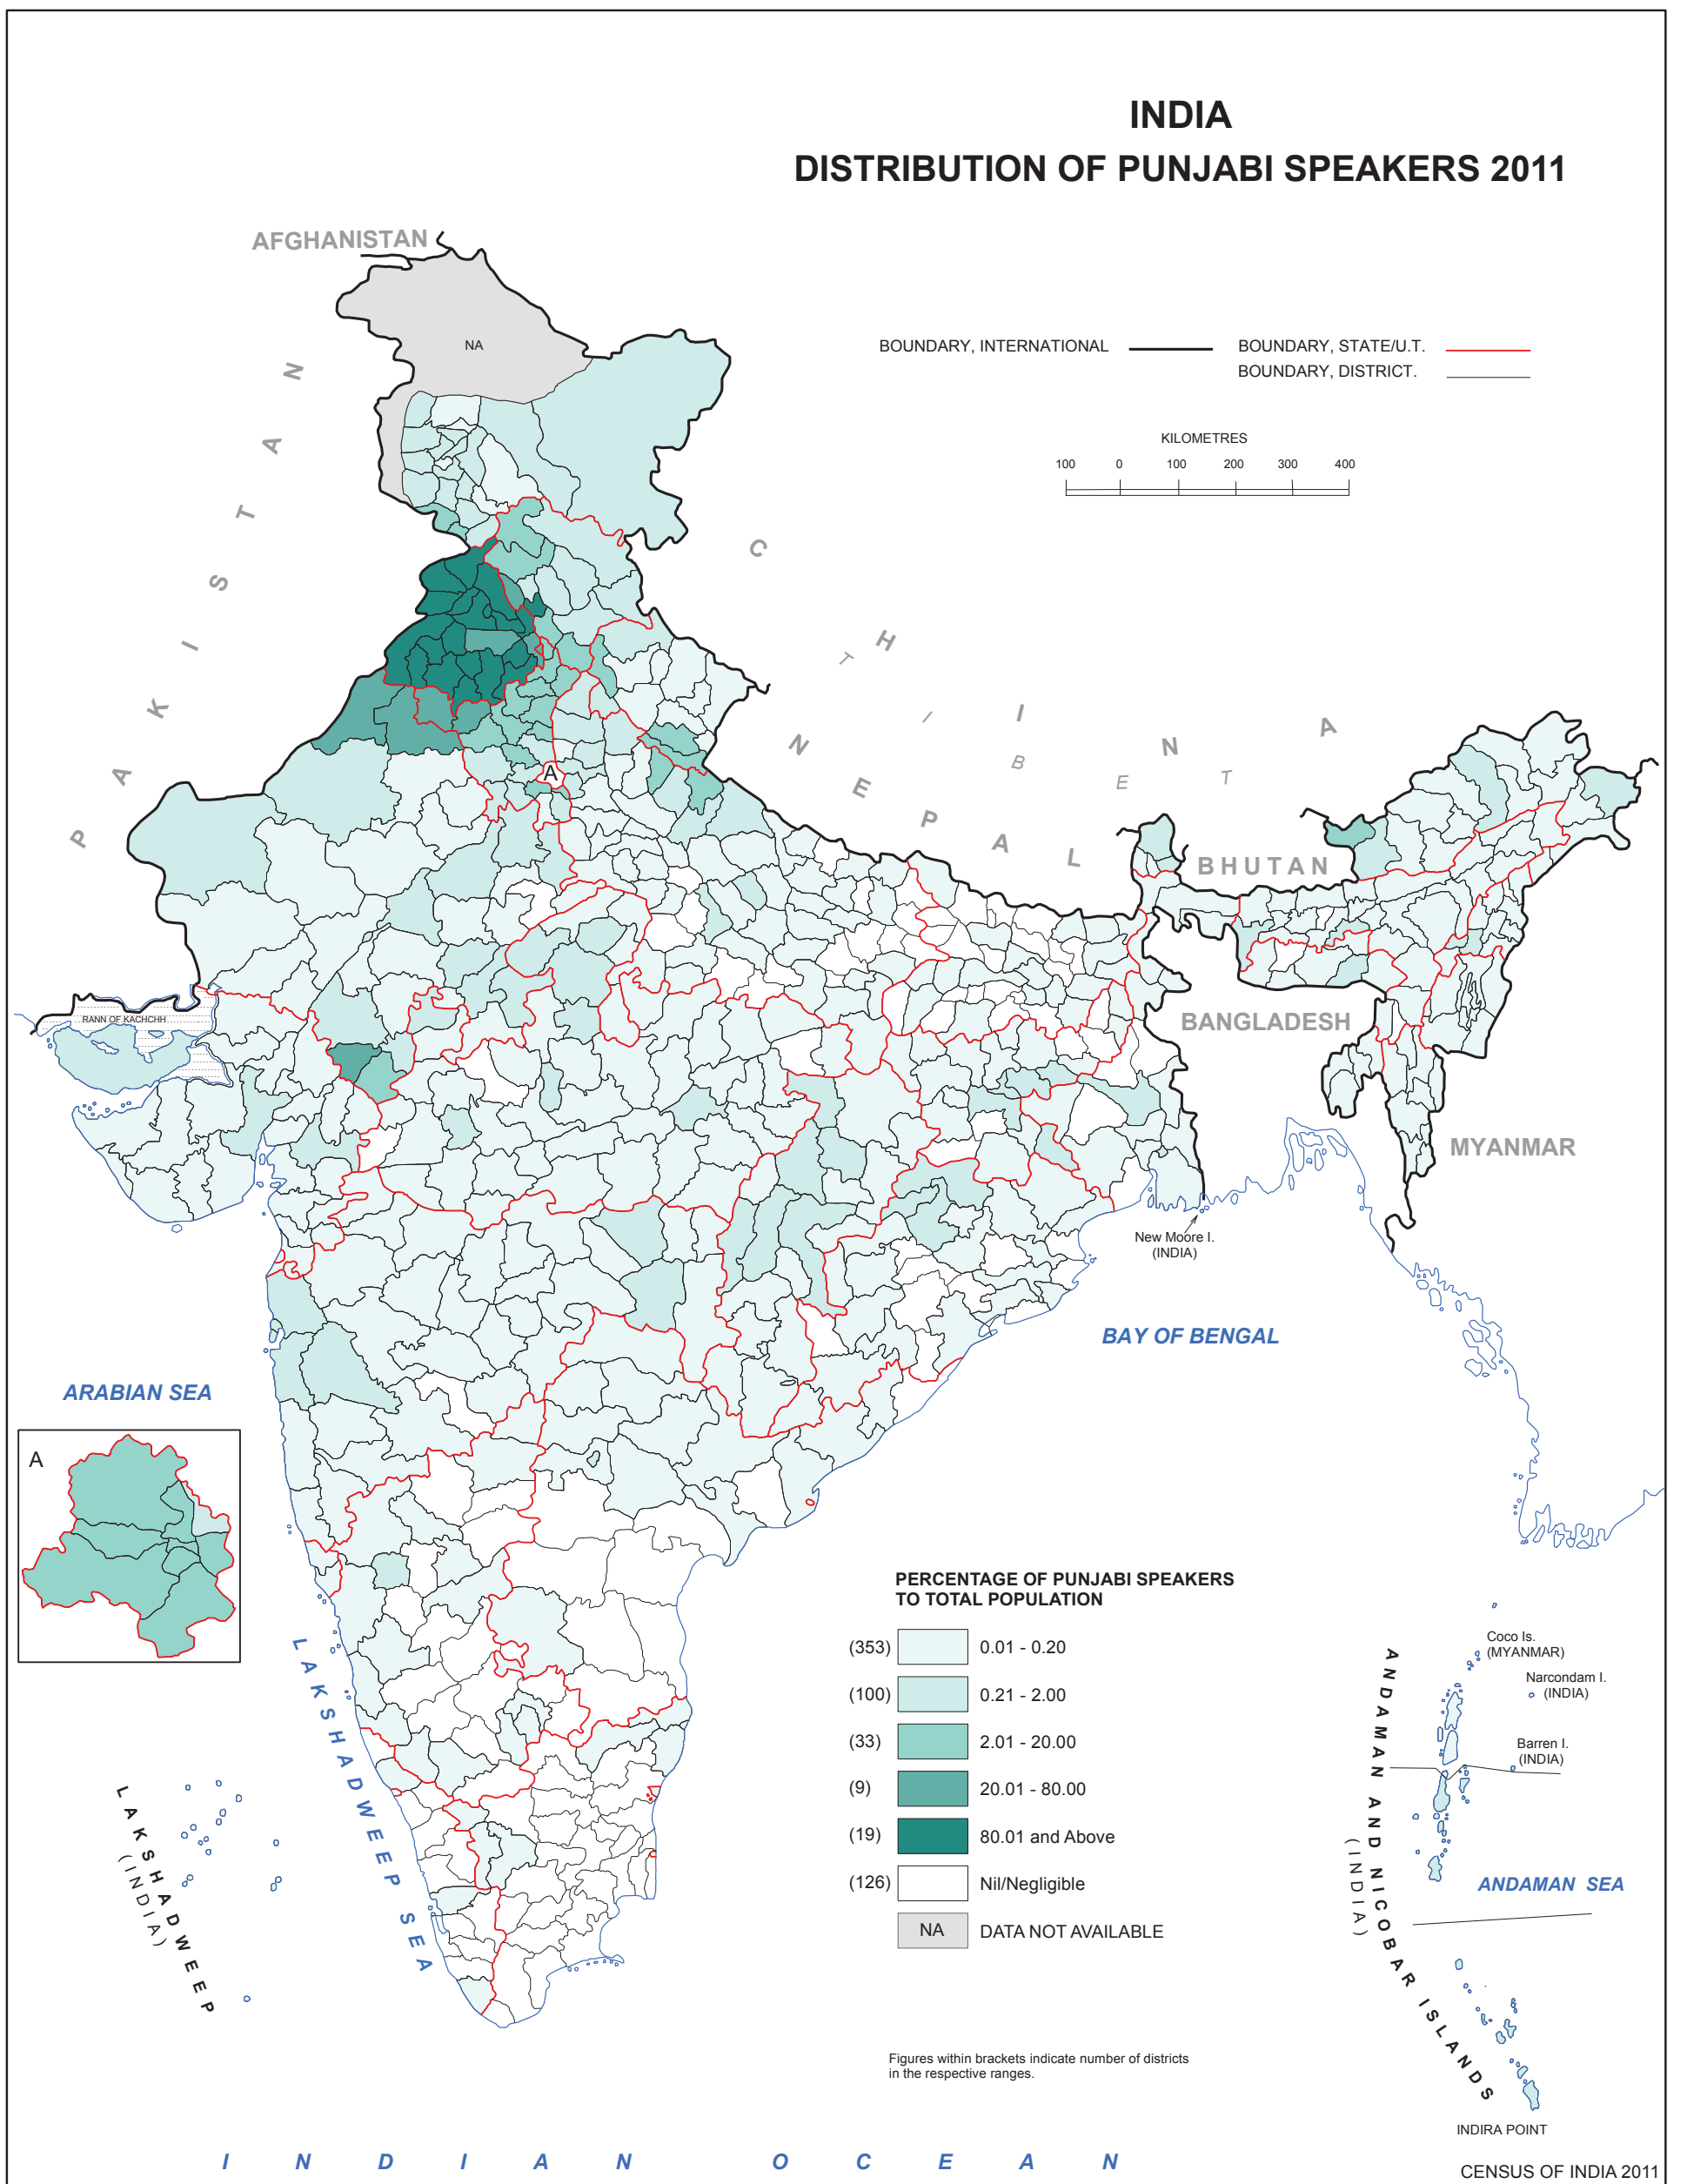 INDIA
DISTRIBUTION OF PUNJABI SPEAKERS 2011
AFGHANISTAN
NA
BOUNDARY, INTERNATIONAL
BOUNDARY, STATE/U.T.
BOUNDARY, DISTRICT.
KILOMETRES
100 0 100 200 300 400
PAKISTAN
CHINA
TIBET
NEPAL
A
BHUTAN
RANN OF KACHCHH
BANGLADESH
MYANMAR
New Moore I.
(INDIA)
BAY OF BENGAL
ARABIAN SEA
A
PERCENTAGE OF PUNJABI SPEAKERS
TO TOTAL POPULATION
(353) 0.01 - 0.20
(100) 0.21 - 2.00
(33) 2.01 - 20.00
(9) 20.01 - 80.00
(19) 80.01 and Above
(126) Nil/Negligible
NA DATA NOT AVAILABLE
LAKSHADWEEP SEA
LAKSHADWEEP
(INDIA)
Coco Is.
(MYANMAR)
Narcondam I.
(INDIA)
Barren I.
(INDIA)
ANDAMAN AND NICOBAR ISLANDS
(INDIA)
ANDAMAN SEA
Figures within brackets indicate number of districts
in the respective ranges.
INDIRA POINT
INDIAN OCEAN
CENSUS OF INDIA 2011